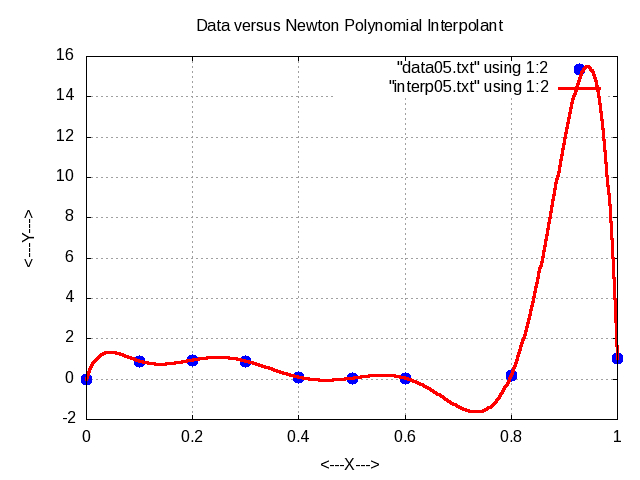 Data versus Newton Polynomial Interpolant
"data05.txt" using 1:2
"interp05.txt" using 1:2
16
14
12
10
8
6
4
2
0
-2
<---Y--->
0 0.2 0.4 0.6 0.8 1
<---X--->